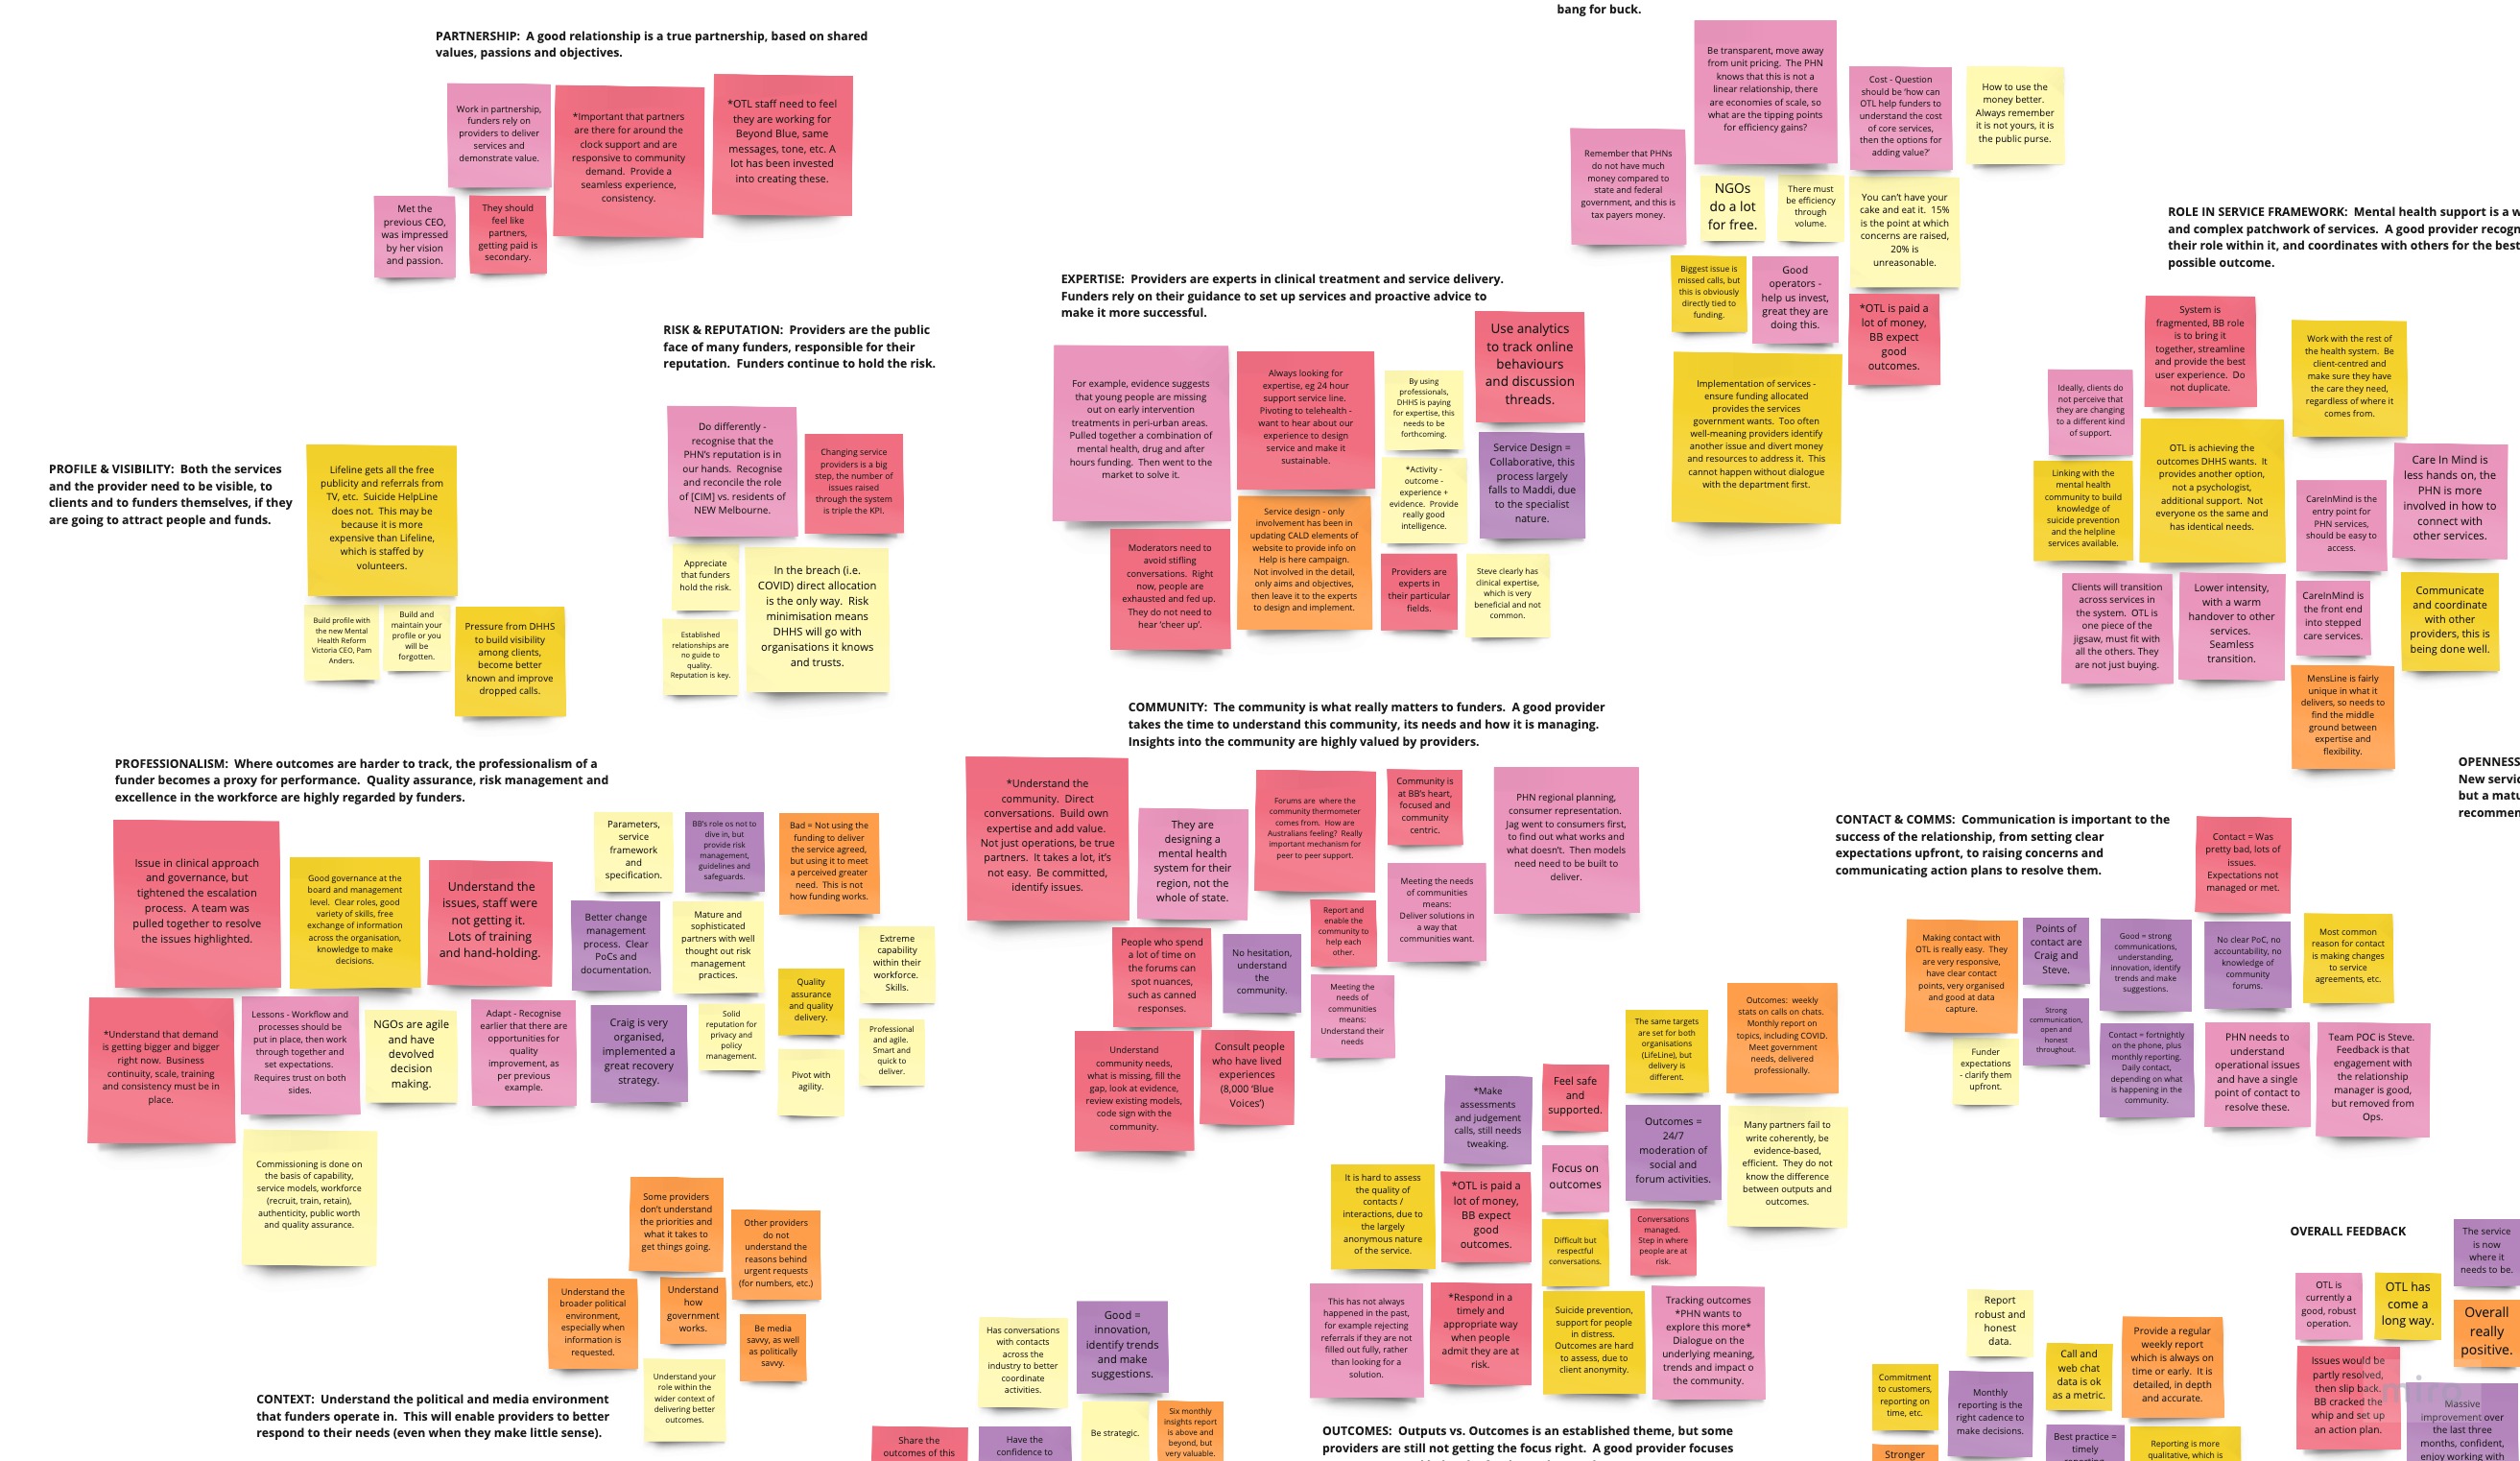 bang for buck.
PARTNERSHIP:  A good relationship is a true partnership, based on shared
values, passions and objectives.
Work in partnership,
funders rely on
providers to deliver
services and
demonstrate value.
*Important that partners
are there for around the
clock support and are
responsive to community
demand.  Provide a
seamless experience,
consistency.
*OTL staff need to feel
they are working for
Beyond Blue, same
messages, tone, etc. A
lot has been invested
into creating these.
Met the
previous CEO,
was impressed
by her vision
and passion.
They should
feel like
partners,
getting paid is
secondary.
Be transparent, move away
from unit pricing.  The PHN
knows that this is not a
linear relationship, there
are economies of scale, so
what are the tipping points
for efficiency gains?
Cost - Question
should be 'how can
OTL help funders to
understand the cost
of core services,
then the options for
adding value?'
How to use the
money better.
Always remember
it is not yours, it is
the public purse.
Remember that PHNs
do not have much
money compared to
state and federal
government, and this is
tax payers money.
NGOs
do a lot
for free.
There must
be efficiency
through
volume.
You can't have your
cake and eat it.  15%
is the point at which
concerns are raised,
20% is
unreasonable.
Biggest issue is
missed calls, but
this is obviously
directly tied to
funding.
Good
operators -
help us invest,
great they are
doing this.
*OTL is paid a
lot of money,
BB expect
good
outcomes.
Implementation of services -
ensure funding allocated
provides the services
government wants.  Too often
well-meaning providers identify
another issue and divert money
and resources to address it.  This
cannot happen without dialogue
with the department first.
ROLE IN SERVICE FRAMEWORK:  Mental health support is a w
and complex patchwork of services.  A good provider recogn
their role within it, and coordinates with others for the best
possible outcome.
System is
fragmented, BB role
is to bring it
together, streamline
and provide the best
user experience.  Do
not duplicate.
Work with the rest of
the health system.  Be
client-centred and
make sure they have
the care they need,
regardless of where it
comes from.
Ideally, clients do
not perceive that
they are changing
to a different kind
of support.
OTL is achieving the
outcomes DHHS wants.  It
provides another option,
not a psychologist,
additional support.  Not
everyone os the same and
has identical needs.
Care In Mind is
less hands on, the
PHN is more
involved in how to
connect with
other services.
Linking with the
mental health
community to build
knowledge of
suicide prevention
and the helpline
services available.
CareInMind is the
entry point for
PHN services,
should be easy to
access.
Clients will transition
across services in
the system.  OTL is
one piece of the
jigsaw, must fit with
all the others. They
are not just buying.
Lower intensity,
with a warm
handover to other
services.
Seamless
transition.
CareInMind is
the front end
into stepped
care services.
Communicate
and coordinate
with other
providers, this is
being done well.
MensLine is fairly
unique in what it
delivers, so needs to
find the middle
ground between
expertise and
flexibility.
EXPERTISE:  Providers are experts in clinical treatment and service delivery.
Funders rely on their guidance to set up services and proactive advice to
make it more successful.
For example, evidence suggests
that young people are missing
out on early intervention
treatments in peri-urban areas.
Pulled together a combination of
mental health, drug and after
hours funding.  Then went to the
market to solve it.
Always looking for
expertise, eg 24 hour
support service line.
Pivoting to telehealth -
want to hear about our
experience to design
service and make it
sustainable.
By using
professionals,
DHHS is paying
for expertise, this
needs to be
forthcoming.
Use analytics
to track online
behaviours
and discussion
threads.
*Activity -
outcome -
experience +
evidence.  Provide
really good
intelligence.
Service Design =
Collaborative, this
process largely
falls to Maddi, due
to the specialist
nature.
Moderators need to
avoid stifling
conversations.  Right
now, people are
exhausted and fed up.
They do not need to
hear 'cheer up'.
Service design - only
involvement has been in
updating CALD elements of
website to provide info on
Help is here campaign.
Not involved in the detail,
only aims and objectives,
then leave it to the experts
to design and implement.
Providers are
experts in
their particular
fields.
Steve clearly has
clinical expertise,
which is very
beneficial and not
common.
RISK & REPUTATION:  Providers are the public
face of many funders, responsible for their
reputation.  Funders continue to hold the risk.
Do differently -
recognise that the
PHN's reputation is in
our hands.  Recognise
and reconcile the role
of [CIM] vs. residents of
NEW Melbourne.
Changing service
providers is a big
step, the number of
issues raised
through the system
is triple the KPI.
Appreciate
that funders
hold the risk.
In the breach (i.e.
COVID) direct allocation
is the only way.  Risk
minimisation means
DHHS will go with
organisations it knows
and trusts.
Established
relationships are
no guide to
quality.
Reputation is key.
PROFILE & VISIBILITY:  Both the services
and the provider need to be visible, to
clients and to funders themselves, if they
are going to attract people and funds.
Lifeline gets all the free
publicity and referrals from
TV, etc.  Suicide HelpLine
does not.  This may be
because it is more
expensive than Lifeline,
which is staffed by
volunteers.
Build profile with
the new Mental
Health Reform
Victoria CEO, Pam
Anders.
Build and
maintain your
profile or you
will be
forgotten.
Pressure from DHHS
to build visibility
among clients,
become better
known and improve
dropped calls.
PROFESSIONALISM:  Where outcomes are harder to track, the professionalism of a
funder becomes a proxy for performance.  Quality assurance, risk management and
excellence in the workforce are highly regarded by funders.
Issue in clinical approach
and governance, but
tightened the escalation
process.  A team was
pulled together to resolve
the issues highlighted.
Good governance at the
board and management
level.  Clear roles, good
variety of skills, free
exchange of information
across the organisation,
knowledge to make
decisions.
Understand the
issues, staff were
not getting it.
Lots of training
and hand-holding.
Parameters,
service
framework
and
specification.
BB's role os not to
dive in, but
provide risk
management,
guidelines and
safeguards.
Bad = Not using the
funding to deliver
the service agreed,
but using it to meet
a perceived greater
need.  This is not
how funding works.
Better change
management
process.  Clear
PoCs and
documentation.
Mature and
sophisticated
partners with well
thought out risk
management
practices.
Extreme
capability
within their
workforce.
Skills.
Quality
assurance
and quality
delivery.
*Understand that demand
is getting bigger and bigger
right now.  Business
continuity, scale, training
and consistency must be in
place.
Lessons - Workflow and
processes should be
put in place, then work
through together and
set expectations.
Requires trust on both
sides.
NGOs are agile
and have
devolved
decision
making.
Adapt - Recognise
earlier that there are
opportunities for
quality
improvement, as
per previous
example.
Craig is very
organised,
implemented a
great recovery
strategy.
Solid
reputation for
privacy and
policy
management.
Professional
and agile.
Smart and
quick to
deliver.
Pivot with
agility.
Commissioning is done on
the basis of capability,
service models, workforce
(recruit, train, retain),
authenticity, public worth
and quality assurance.
COMMUNITY:  The community is what really matters to funders.  A good provider
takes the time to understand this community, its needs and how it is managing.
Insights into the community are highly valued by providers.
*Understand the
community.  Direct
conversations.  Build own
expertise and add value.
Not just operations, be true
partners.  It takes a lot, it's
not easy.  Be committed,
identify issues.
They are
designing a
mental health
system for their
region, not the
whole of state.
Forums are  where the
community thermometer
comes from.  How are
Australians feeling?  Really
important mechanism for
peer to peer support.
Community is
at BB's heart,
focused and
community
centric.
PHN regional planning,
consumer representation.
Jag went to consumers first,
to find out what works and
what doesn't.  Then models
need need to be built to
deliver.
Meeting the needs
of communities
means:
Deliver solutions in
a way that
communities want.
People who spend
a lot of time on
the forums can
spot nuances,
such as canned
responses.
No hesitation,
understand
the
community.
Report and
enable the
community to
help each
other.
Meeting the
needs of
communities
means:
Understand their
needs
Understand
community needs,
what is missing, fill the
gap, look at evidence,
review existing models,
code sign with the
community.
Consult people
who have lived
experiences
(8,000 'Blue
Voices')
OPENNESS
New servic
but a matu
recommen
CONTACT & COMMS:  Communication is important to the
success of the relationship, from setting clear
expectations upfront, to raising concerns and
communicating action plans to resolve them.
Contact = Was
pretty bad, lots of
issues.
Expectations not
managed or met.
Making contact with
OTL is really easy.  They
are very responsive,
have clear contact
points, very organised
and good at data
capture.
Points of
contact are
Craig and
Steve.
Good = strong
communications,
understanding,
innovation, identify
trends and make
suggestions.
No clear PoC, no
accountability, no
knowledge of
community
forums.
Most common
reason for contact
is making changes
to service
agreements, etc.
Strong
communication,
open and
honest
throughout.
Funder
expectations
- clarify them
upfront.
Contact = fortnightly
on the phone, plus
monthly reporting.
Daily contact,
depending on what
is happening in the
community.
PHN needs to
understand
operational issues
and have a single
point of contact to
resolve these.
Team POC is Steve.
Feedback is that
engagement with
the relationship
manager is good,
but removed from
Ops.
The same targets
are set for both
organisations
(LifeLine), but
delivery is
different.
Outcomes:  weekly
stats on calls on chats.
Monthly report on
topics, including COVID.
Meet government
needs, delivered
professionally.
*Make
assessments
and judgement
calls, still needs
tweaking.
Feel safe
and
supported.
Outcomes =
24/7
moderation of
social and
forum activities.
Many partners fail to
write coherently, be
evidence-based,
efficient.  They do not
know the difference
between outputs and
outcomes.
It is hard to assess
the quality of
contacts /
interactions, due to
the largely
anonymous nature
of the service.
*OTL is paid a
lot of money,
BB expect
good
outcomes.
Focus on
outcomes
Difficult but
respectful
conversations.
Conversations
managed.
Step in where
people are at
risk.
This has not always
happened in the past,
for example rejecting
referrals if they are not
filled out fully, rather
than looking for a
solution.
*Respond in a
timely and
appropriate way
when people
admit they are at
risk.
Suicide prevention,
support for people
in distress.
Outcomes are hard
to assess, due to
client anonymity.
Tracking outcomes
*PHN wants to
explore this more*
Dialogue on the
underlying meaning,
trends and impact o
the community.
OUTCOMES:  Outputs vs. Outcomes is an established theme, but some
providers are still not getting the focus right.  A good provider focuses
Some providers
don't understand
the priorities and
what it takes to
get things going.
Other providers
do not
understand the
reasons behind
urgent requests
(for numbers, etc.)
Understand the
broader political
environment,
especially when
information is
requested.
Understand
how
government
works.
Be media
savvy, as well
as politically
savvy.
Understand your
role within the
wider context of
delivering better
outcomes.
CONTEXT:  Understand the political and media environment
that funders operate in.  This will enable providers to better
respond to their needs (even when they make little sense).
Has conversations
with contacts
across the
industry to better
coordinate
activities.
Good =
innovation,
identify trends
and make
suggestions.
Share the
outcomes of this
Have the
confidence to
Be strategic.
Six monthly
insights report
is above and
beyond, but
very valuable.
Report
robust and
honest
data.
Commitment
to customers,
reporting on
time, etc.
Monthly
reporting is the
right cadence to
make decisions.
Call and
web chat
data is ok
as a metric.
Provide a regular
weekly report
which is always on
time or early.  It is
detailed, in depth
and accurate.
Stronger
Best practice =
timely
Reporting is more
qualitative, which is
OVERALL FEEDBACK
The service
is now
where it
needs to be.
OTL is
currently a
good, robust
operation.
OTL has
come a
long way.
Overall
really
positive.
Issues would be
partly resolved,
then slip back.
BB cracked the
whip and set up
an action plan.
Massive
improvement over
the last three
months, confident,
enjoy working with
miro